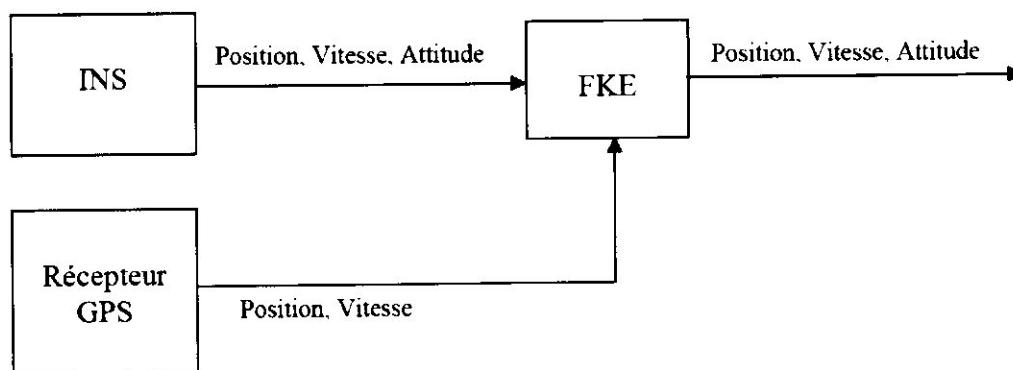 INS
Position, Vitesse, Attitude
FKE
Position, Vitesse, Attitude
Récepteur
GPS
Position, Vitesse